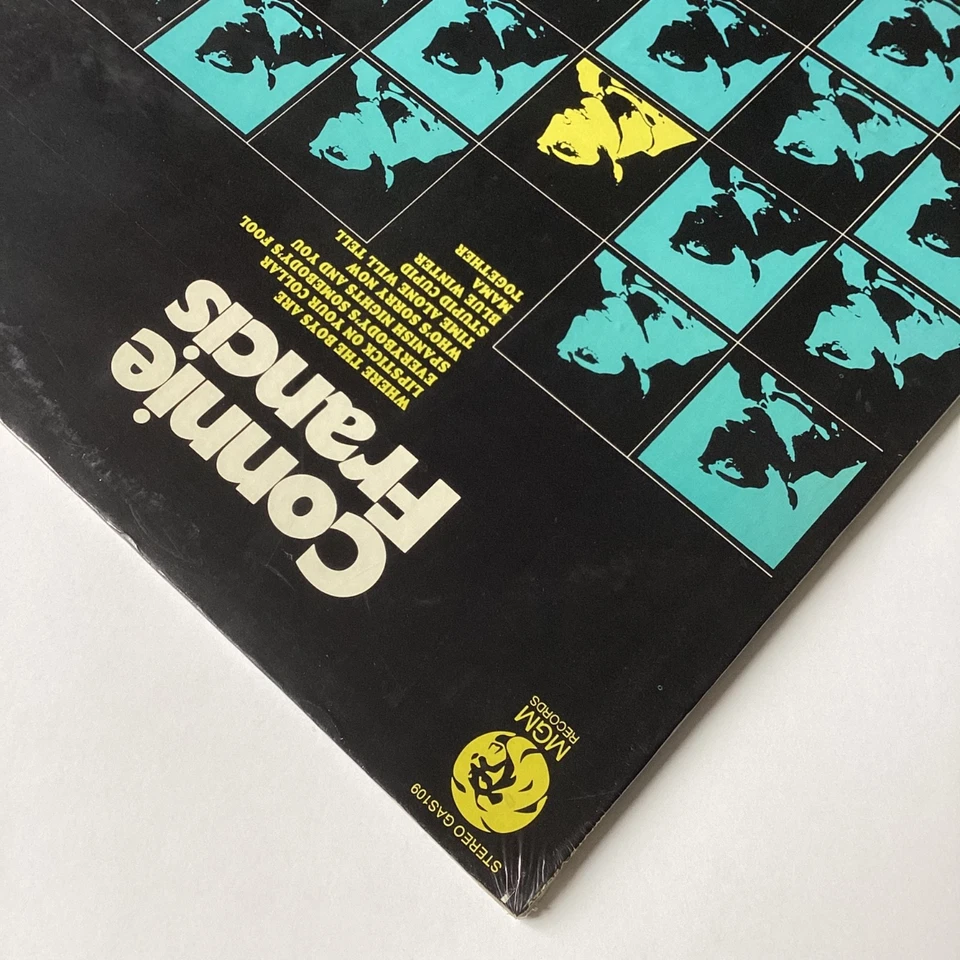 STEREO GAS109
MGM
RECORDS
Connie
Francis
WHERE THE BOYS ARE
LIPSTICK ON YOUR COLLAR
EVERYBODY'S SOMEBODY'S FOOL
SPANISH NIGHTS AND YOU
WHO'S SORRY NOW
TIME ALONE WILL TELL
STUPID CUPID
BLUE WINTER
MAMA
TOGETHER